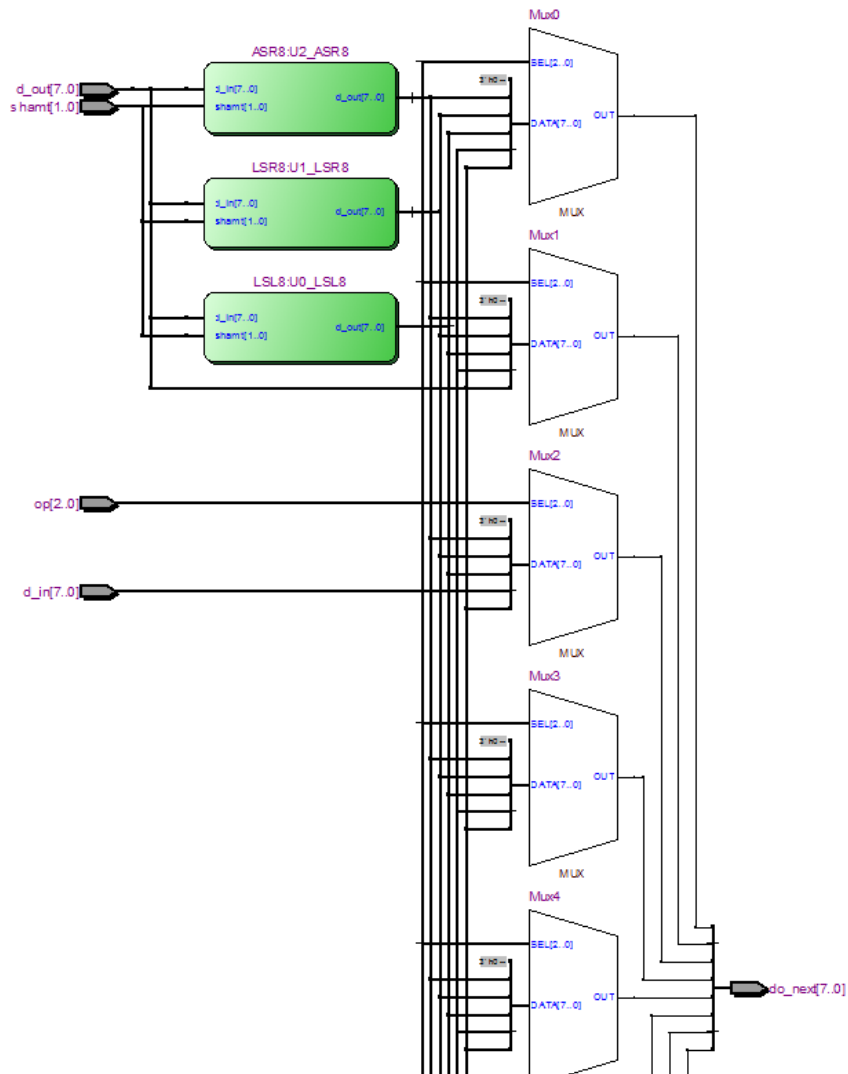 Mux0
ASR8:U2_ASR8
SEL[2..0]
d_out[7..0]
d_in[7..0]
d_out[7..0]
3' h0 --
shamt[1..0]
shamt[1..0]
DATA[7..0]
OUT
LSR8:U1_LSR8
d_in[7..0]
d_out[7..0]
shamt[1..0]
MUX
Mux1
LSL8:U0_LSL8
SEL[2..0]
3' h0 --
d_in[7..0]
d_out[7..0]
shamt[1..0]
DATA[7..0]
OUT
MUX
Mux2
op[2..0]
SEL[2..0]
3' h0 --
DATA[7..0]
OUT
d_in[7..0]
MUX
Mux3
SEL[2..0]
3' h0 --
DATA[7..0]
OUT
MUX
Mux4
SEL[2..0]
3' h0 --
DATA[7..0]
OUT
do_next[7..0]